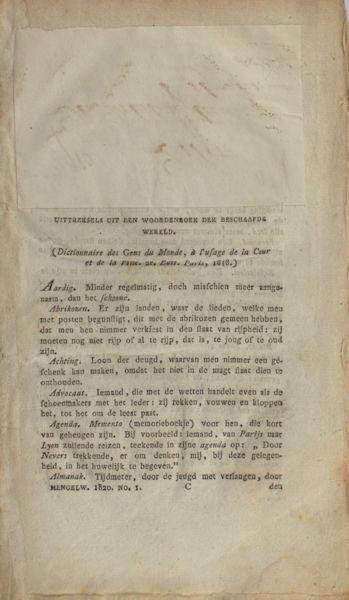 UITTREKSELS UIT EEN WOORDENBOEK DER BESCHAAFDE
WERELD.
(Dictionnaire des Gens du Monde, à l'usage de la Cour
et de la Paris, 1818.)
Aardig. Minder regelmatig, doch misschien meer aange-
naam, dan het schoone.
Abrikozen. Er zijn landen, waar de lieden, welke men
met posten begunstigt, dit met de abrikozen gemeen hebben,
dat men hen nimmer verkiest in den staat van rijpheid: zij
moeten nog niet rijp of al te rijp, dat is, te jong of te oud
zijn.
Achting. Loon der deugd, waarvan men nimmer een ge-
schenk kan maken, omdat het niet in de magt staat dien te
onthouden.
Advocaat. Iemand, die met de wetten handelt even als de
schoenmakers met het leder: zij rekken, vouwen en kloppen
het, tot het om de leest past.
Agenda. Memento (memorieboekje) voor hen, die kort
van geheugen zijn. Bij voorbeeld: iemand, van Parijs naar
Lyon zullende reizen, teekende in zijne agenda op: „ Door
Nevers trekkende, er om denken, mij, bij deze gelegen-
heid, in het huwelijk te begeven.”
Almanak. Tijdmeter, door de jeugd met verlangen, door
MENGELW. 1820. NO. 1. C den